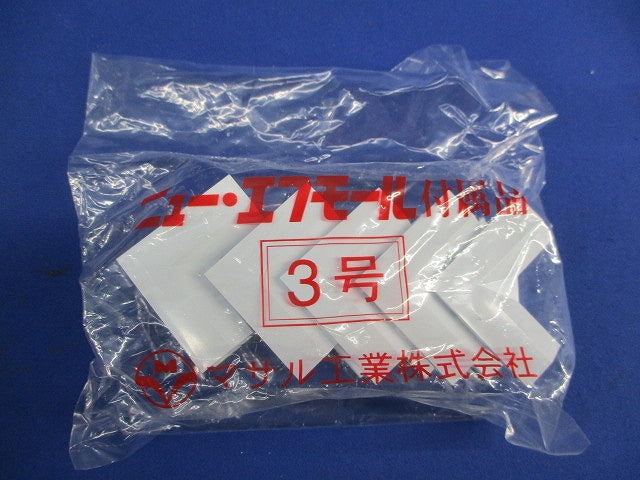 ニュー・エフモール付属品
3号
M
マサル工業株式会社